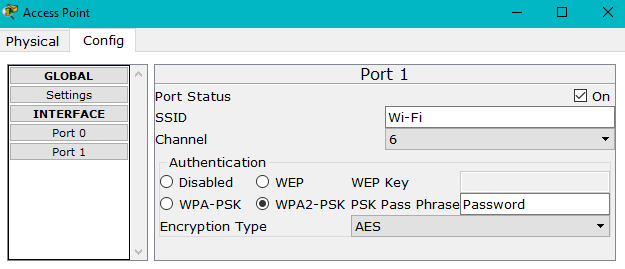 Access Point
Physical Config
GLOBAL
Settings
INTERFACE
Port 0
Port 1
Port 1
Port Status On
SSID Wi-Fi
Channel 6
Authentication
Disabled WEP WEP Key
WPA-PSK WPA2-PSK PSK Pass Phrase Password
Encryption Type AES